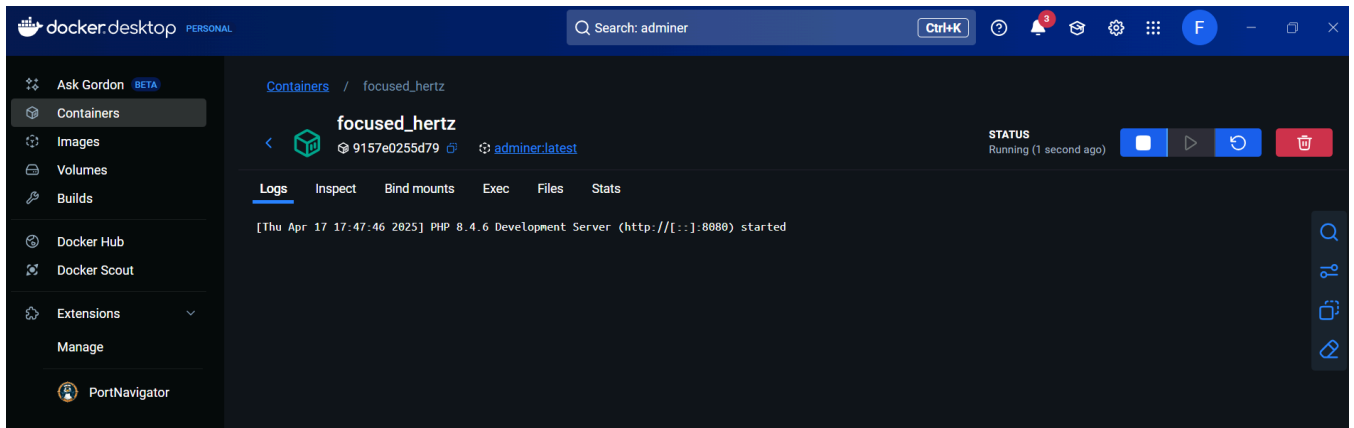 docker.desktop PERSONAL
Search: adminer
Ctrl+K
3
F
Ask Gordon BETA
Containers
Images
Volumes
Builds
Docker Hub
Docker Scout
Extensions
Manage
PortNavigator
Containers / focused_hertz
focused_hertz
9157e0255d79 adminer:latest
STATUS
Running (1 second ago)
Logs Inspect Bind mounts Exec Files Stats
[Thu Apr 17 17:47:46 2025] PHP 8.4.6 Development Server (http://[::]:8080) started